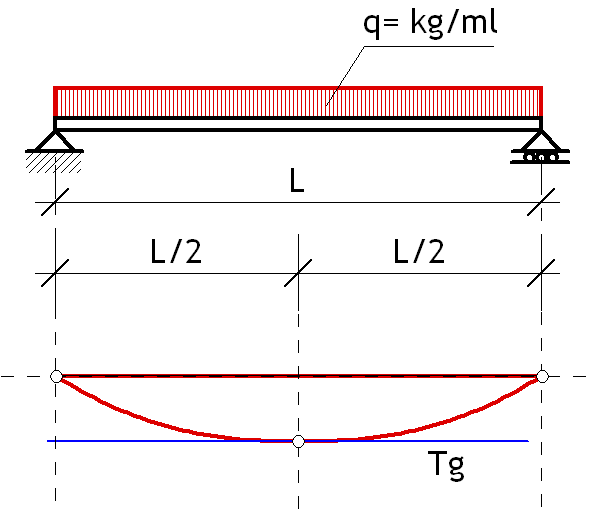 q= kg/ml
L
L/2 L/2
Tg